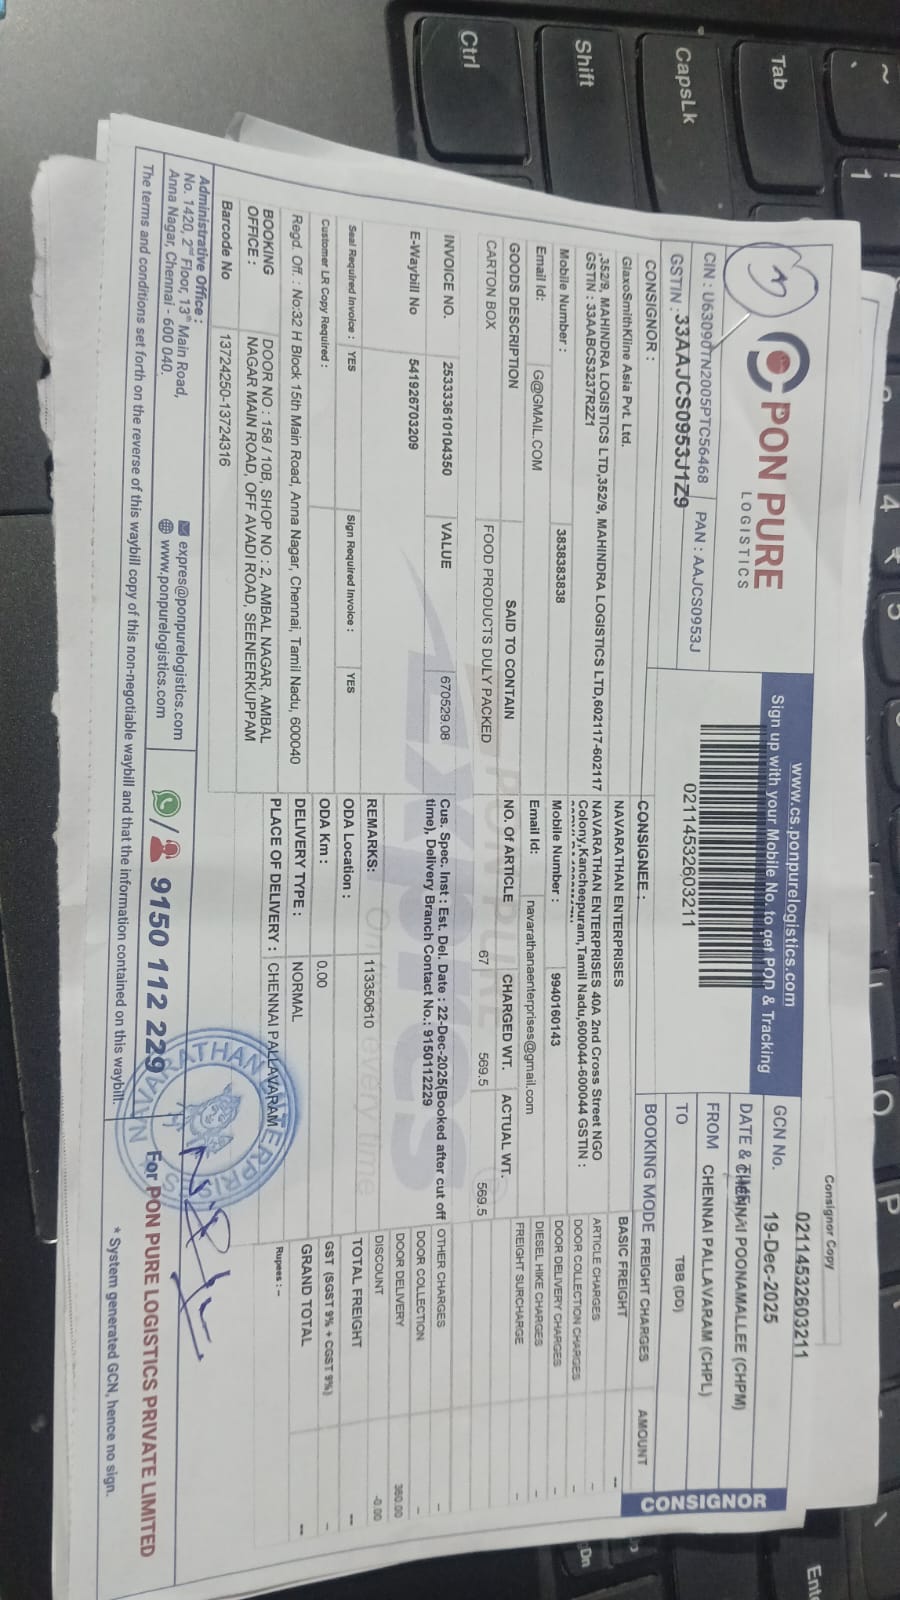 Consignor Copy
PON PURE
LOGISTICS
CIN : U63090TN2005PTC56468 PAN : AAJCS0953J
GSTIN : 33AAJCS0953J1Z9
www.cs.ponpurelogistics.com
Sign up with your Mobile No. to get POD & Tracking
02114532603211
GCN No. 02114532603211
DATE & 19-Dec-2025
FROM CHENNAI POONAMALLEE (CHPM)
TO CHENNAI PALLAVARAM (CHPL)
BOOKING MODE TBB (DD)
CONSIGNOR
CONSIGNOR :
GlaxoSmithKline Asia Pvt. Ltd.
,352/9, MAHINDRA LOGISTICS LTD,352/9, MAHINDRA LOGISTICS LTD,602117-602117
GSTIN : 33AABCS3237R2Z1
Mobile Number : 3838383838
Email Id: G@GMAIL.COM
CONSIGNEE :
NAVARATHAN ENTERPRISES
NAVARATHAN ENTERPRISES 40A 2nd Cross Street NGO
Colony,Kancheepuram,Tamil Nadu,600044-600044 GSTIN :
Mobile Number : 9940160143
Email Id: navarathanaenterprises@gmail.com
GOODS DESCRIPTION SAID TO CONTAIN NO. Of ARTICLE CHARGED WT. ACTUAL WT.
CARTON BOX FOOD PRODUCTS DULY PACKED 67 569.5 569.5
INVOICE NO. 25333361010435​0 VALUE 670529.08
E-Waybill No 541926703209
Cus. Spec. Inst : Est. Del. Date : 22-Dec-2025(Booked after cut off
time), Delivery Branch Contact No.: 9150112229
Seal Required Invoice : YES Sign Required Invoice : YES
Customer LR Copy Required :
REMARKS: 113350610
ODA Location :
ODA Km : 0.00
DELIVERY TYPE : NORMAL
PLACE OF DELIVERY : CHENNAI PALLAVARAM
Regd. Off. : No:32 H Block 15th Main Road, Anna Nagar, Chennai, Tamil Nadu, 600040
BOOKING OFFICE : DOOR NO : 158 /10B, SHOP NO : 2, AMBAL NAGAR, AMBAL
NAGAR MAIN ROAD, OFF AVADI ROAD, SEENEERKUPPAM
Barcode No 13724250-13724316
FREIGHT CHARGES AMOUNT
BASIC FREIGHT --
ARTICLE CHARGES -
DOOR COLLECTION CHARGES -
DOOR DELIVERY CHARGES -
DIESEL HIKE CHARGES -
FREIGHT SURCHARGE -
OTHER CHARGES -
DOOR COLLECTION -
DOOR DELIVERY 360.00
DISCOUNT -0.00
TOTAL FREIGHT --
GST (SGST 9% + CGST 9%) -
GRAND TOTAL --
Rupees : -
Administrative Office :
No. 1420, 2nd Floor, 13th Main Road,
Anna Nagar, Chennai - 600 040.
expres@ponpurelogistics.com
www.ponpurelogistics.com
/ 9150 112 229
For PON PURE LOGISTICS PRIVATE LIMITED
The terms and conditions set forth on the reverse of this waybill copy of this non-negotiable waybill and that the information contained on this waybill.
* System generated GCN, hence no sign.
NAVARATHAN ENTERPRISES
Tab
CapsLk
Shift
Ctrl